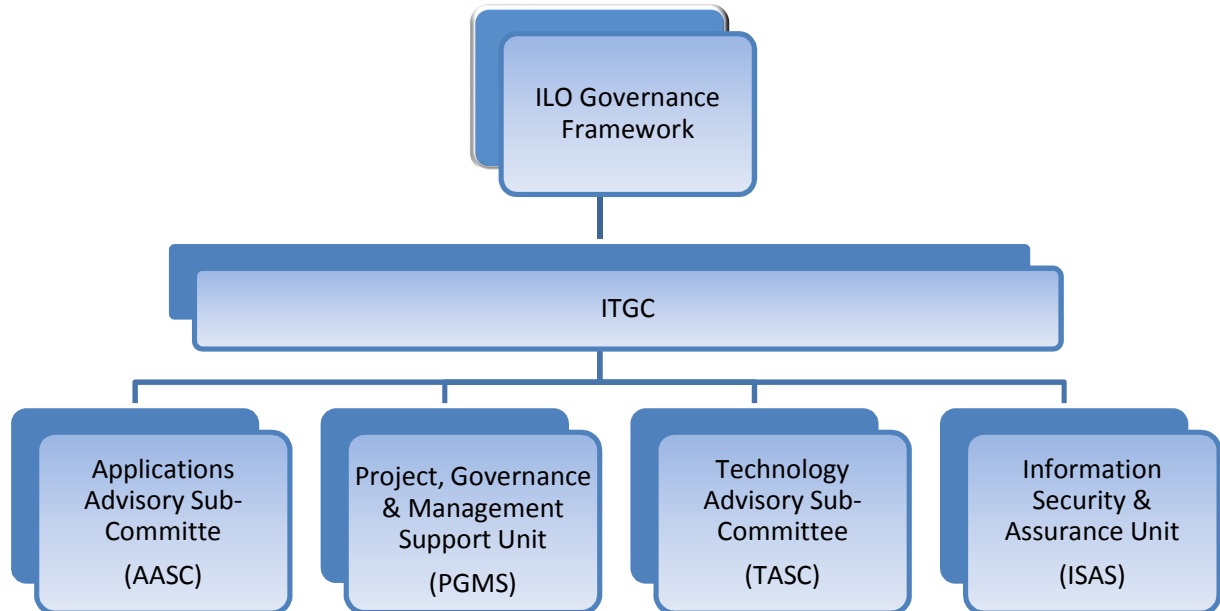 ILO Governance
Framework
ITGC
Applications
Advisory Sub-
Committe
(AASC)
Project, Governance
& Management
Support Unit
(PGMS)
Technology
Advisory Sub-
Committee
(TASC)
Information
Security &
Assurance Unit
(ISAS)